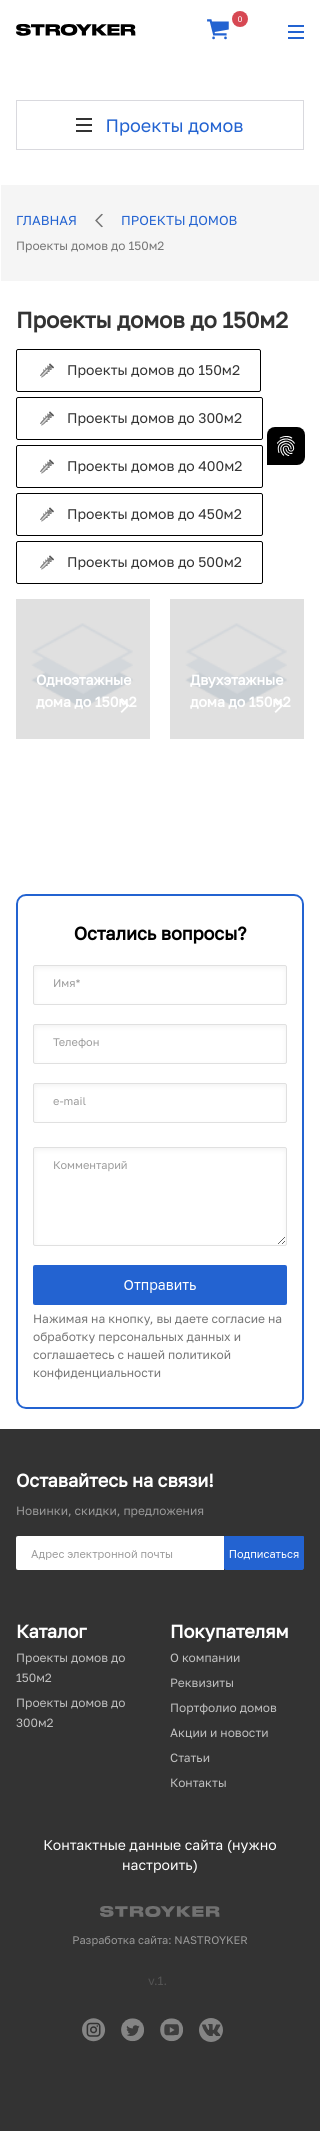 STROYKER
0
Проекты домов
ГЛАВНАЯ ПРОЕКТЫ ДОМОВ
Проекты домов до 150м2
Проекты домов до 150м2
Проекты домов до 150м2
Проекты домов до 300м2
Проекты домов до 400м2
Проекты домов до 450м2
Проекты домов до 500м2
Одноэтажные
дома до 150м2
Двухэтажные
дома до 150м2
Остались вопросы?
Имя*
Телефон
e-mail
Комментарий
Отправить
Нажимая на кнопку, вы даете согласие на
обработку персональных данных и
соглашаетесь с нашей политикой
конфиденциальности
Оставайтесь на связи!
Новинки, скидки, предложения
Адрес электронной почты
Подписаться
Каталог
Проекты домов до
150м2
Проекты домов до
300м2
Покупателям
О компании
Реквизиты
Портфолио домов
Акции и новости
Статьи
Контакты
Контактные данные сайта (нужно
настроить)
STROYKER
Разработка сайта: NASTROYKER
v.1.